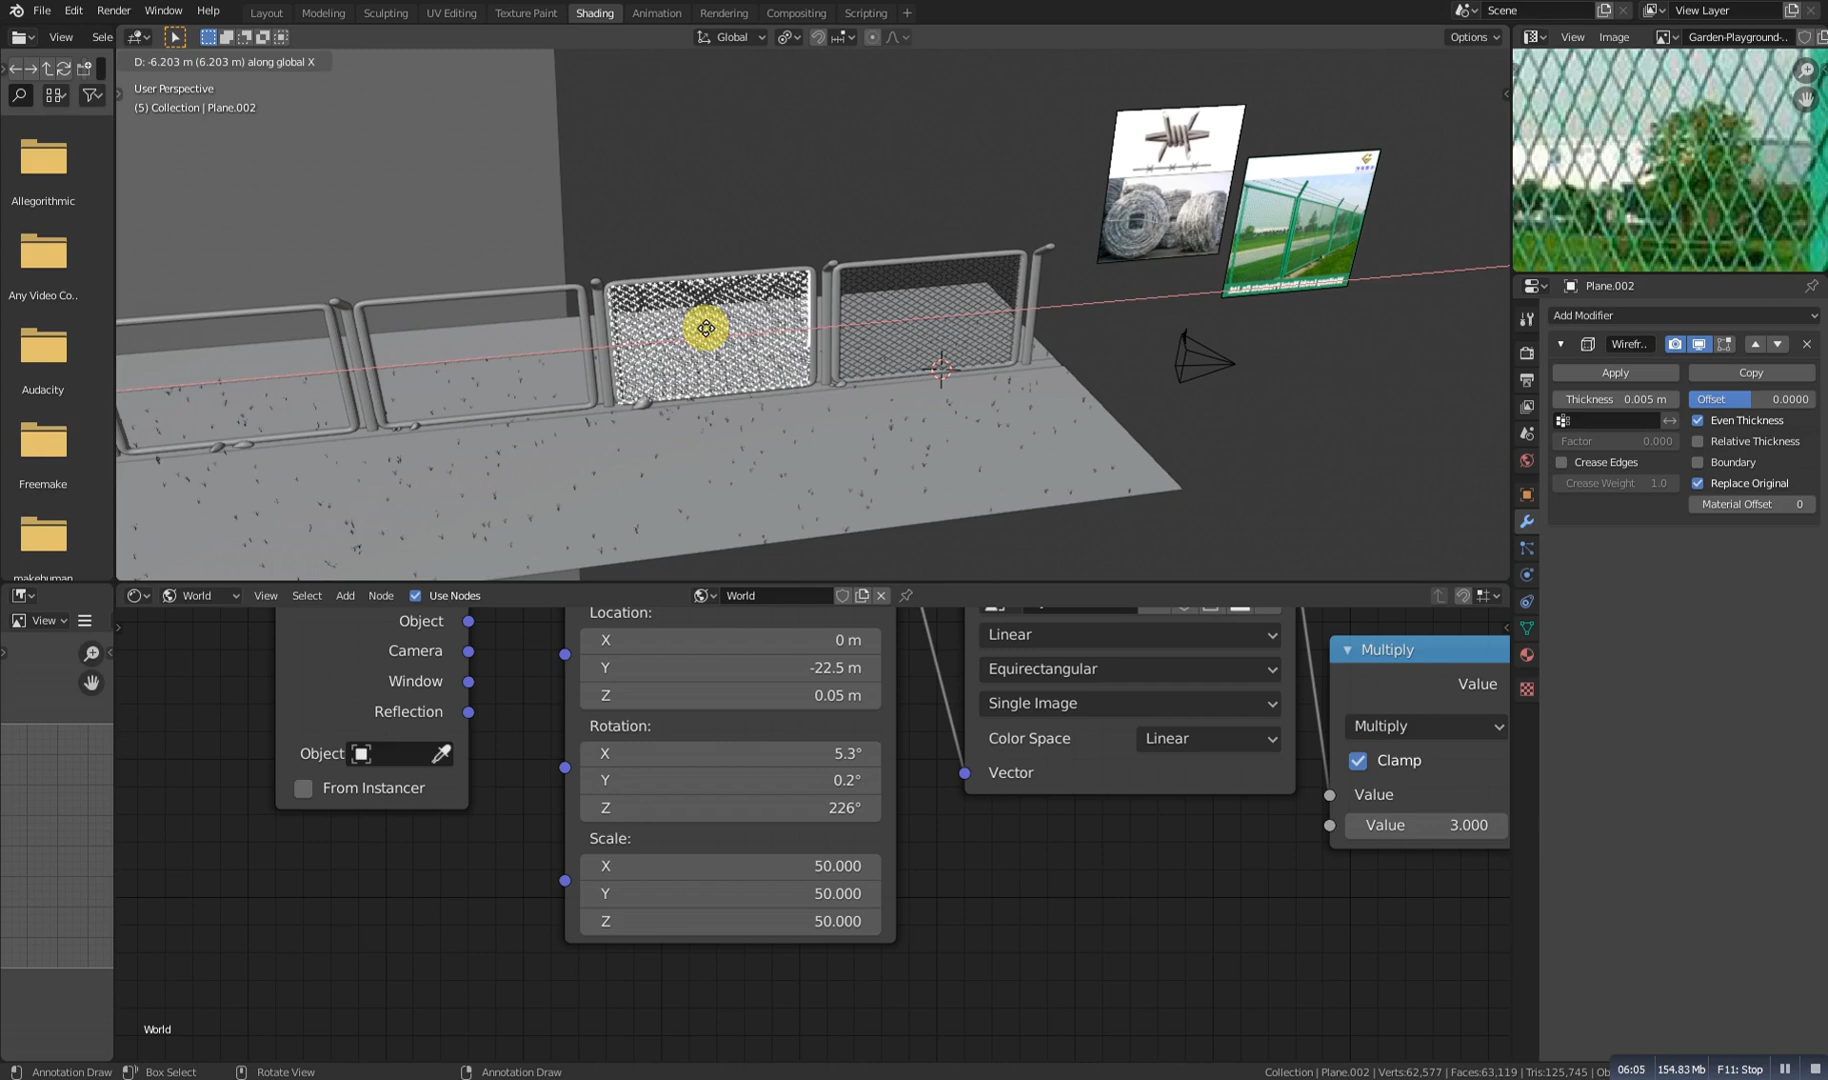 File Edit Render Window Help
Layout Modeling Sculpting UV Editing Texture Paint Shading Animation Rendering Compositing Scripting +
Scene
View Layer
View Sele
Global
Options
View Image Garden-Playground-..
D: -6.203 m (6.203 m) along global X
User Perspective
(5) Collection | Plane.002
Allegorithmic
Any Video Co..
Audacity
Freemake
makehuman
Plane.002
Add Modifier
Wirefr..
Apply Copy
Thickness 0.005 m Offset 0.0000
Even Thickness
Factor 0.000 Relative Thickness
Crease Edges Boundary
Crease Weight 1.0 Replace Original
Material Offset 0
World View Select Add Node Use Nodes World
View
Object
Camera
Window
Reflection
Object
From Instancer
Location:
X 0 m
Y -22.5 m
Z 0.05 m
Rotation:
X 5.3°
Y 0.2°
Z 226°
Scale:
X 50.000
Y 50.000
Z 50.000
Linear
Equirectangular
Single Image
Color Space Linear
Vector
Multiply
Value
Multiply
Clamp
Value
Value 3.000
World
Annotation Draw Box Select Rotate View Annotation Draw
Collection | Plane.002 | Verts:62,577 | Faces:63,119 | Tris:125,745 | Ob
06:05 154.83 Mb F11: Stop